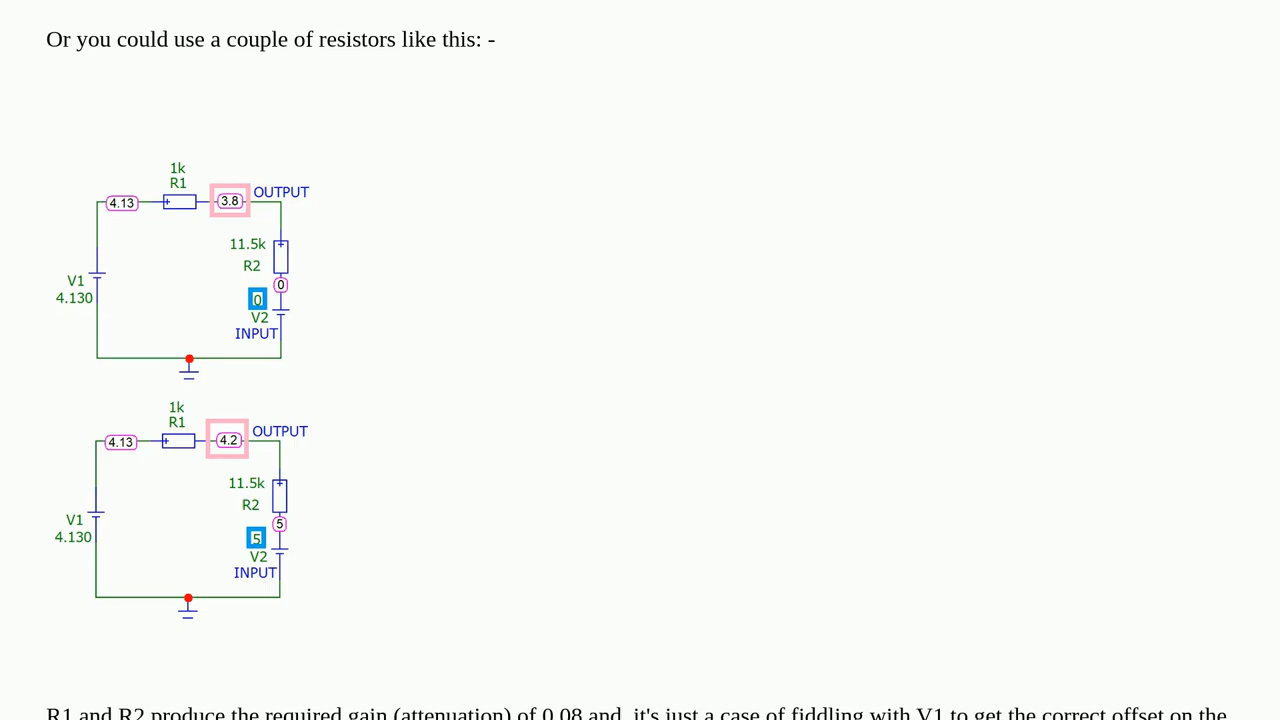 Or you could use a couple of resistors like this: -
1k
R1
4.13
3.8
OUTPUT
11.5k
R2
0
V1
4.130
0
V2
INPUT
1k
R1
4.13
4.2
OUTPUT
11.5k
R2
5
V1
4.130
5
V2
INPUT
R1 and R2 produce the required gain (attenuation) of 0.08 and, it's just a case of fiddling with V1 to get the correct offset on the